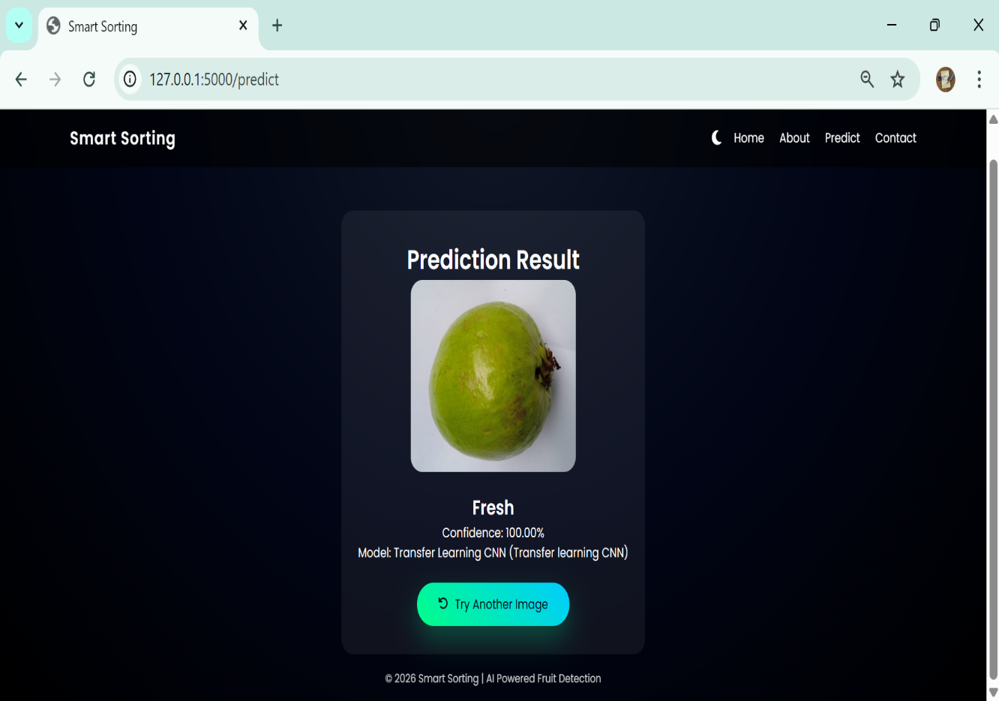 Smart Sorting
127.0.0.1:5000/predict
Smart Sorting
Home About Predict Contact
Prediction Result
Fresh
Confidence: 100.00%
Model: Transfer Learning CNN (Transfer learning CNN)
Try Another Image
© 2026 Smart Sorting | AI Powered Fruit Detection